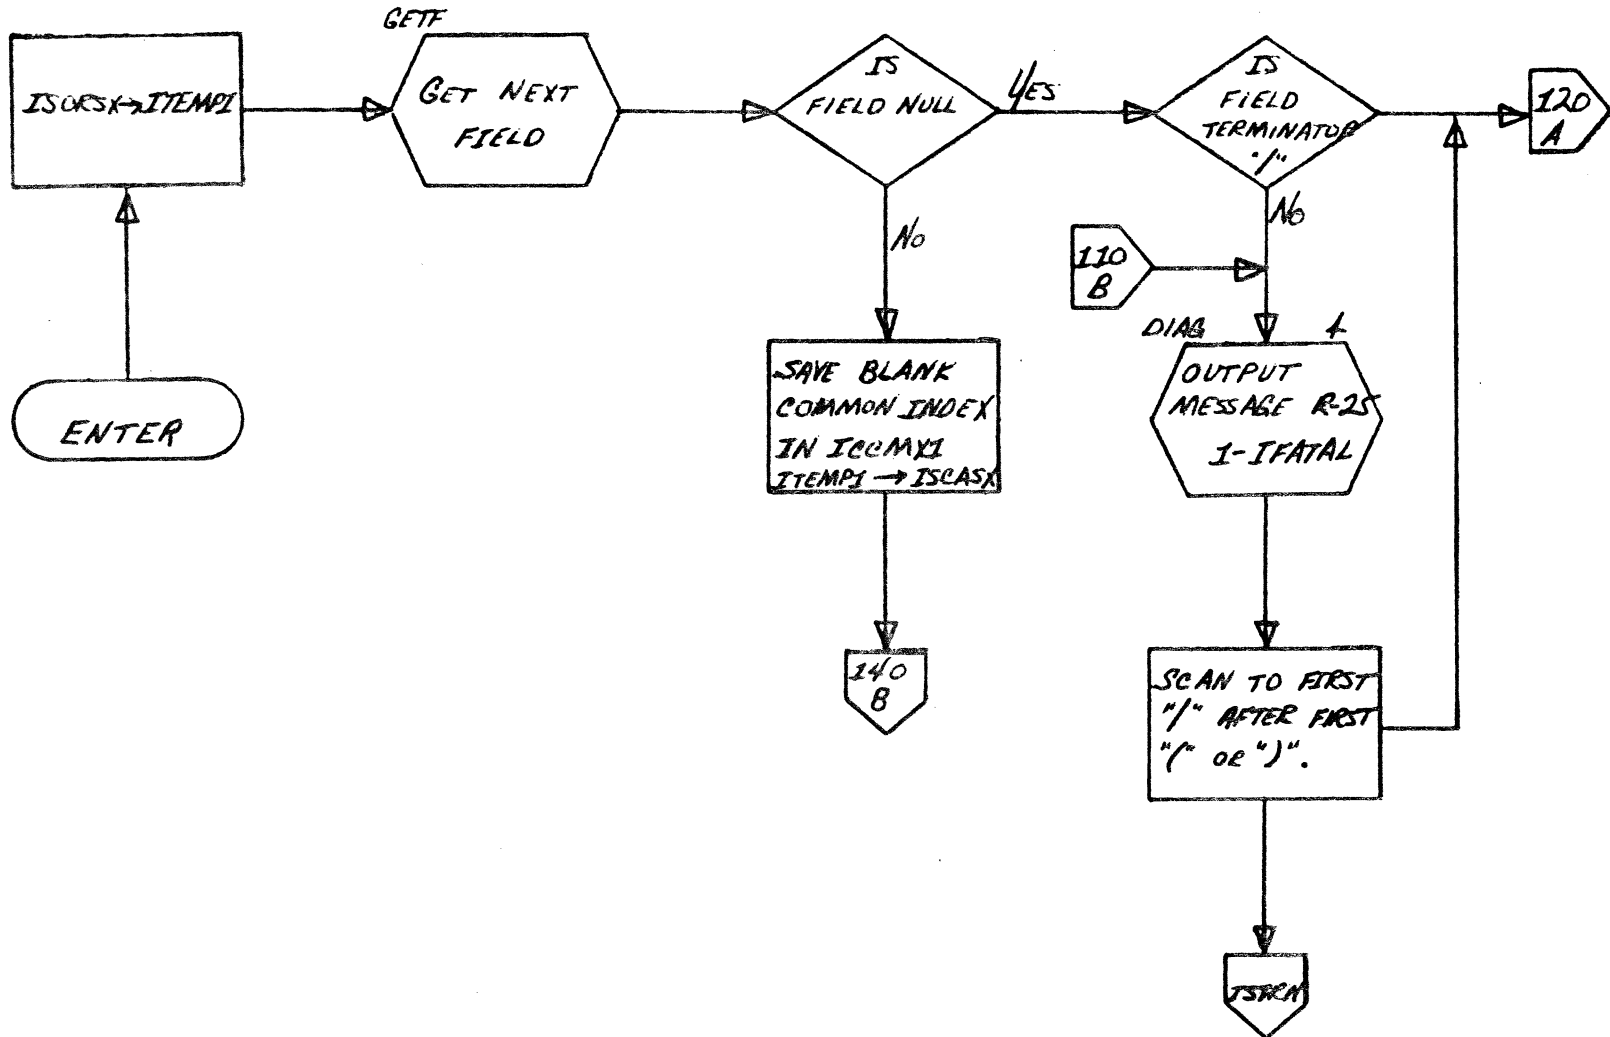 GETF
ISORSX→ITEMP1
GET NEXT
FIELD
IS
FIELD NULL
YES
IS
FIELD
TERMINATOR
"/"
120
A
No
No
110
B
ENTER
SAVE BLANK
COMMON INDEX
IN ICCMX1
ITEMP1 → ISCASX
DIAG
OUTPUT
MESSAGE R-25
1-IFATAL
140
B
SCAN TO FIRST
"/" AFTER FIRST
"(" OR ")".